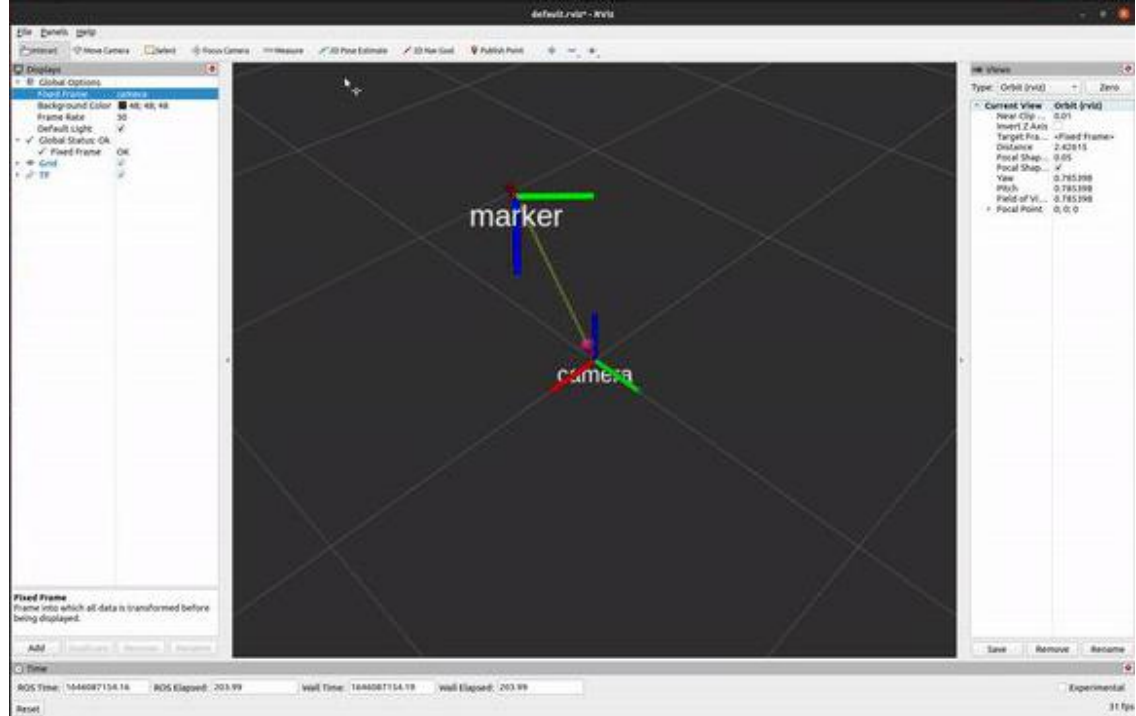 default.rviz* - RViz
File Panels Help
Interact Move Camera Select Focus Camera Measure 2D Pose Estimate 2D Nav Goal Publish Point
Displays
Global Options
Fixed Frame camera
Background Color 48; 48; 48
Frame Rate 30
Default Light
Global Status: Ok
Fixed Frame OK
Grid
TF
Fixed Frame
Frame into which all data is transformed before
being displayed.
Add Duplicate Remove Rename
marker
camera
Views
Type: Orbit (rviz) Zero
Current View Orbit (rviz)
Near Clip ... 0.01
Invert Z Axis
Target Fra... <Fixed Frame>
Distance 2.42615
Focal Shap... 0.05
Focal Shap...
Yaw 0.785398
Pitch 0.785398
Field of Vi... 0.785398
Focal Point 0; 0; 0
Save Remove Rename
Time
ROS Time: 1646087154.16 ROS Elapsed: 203.99 Wall Time: 1646087154.19 Wall Elapsed: 203.99 Experimental
Reset 31 fps